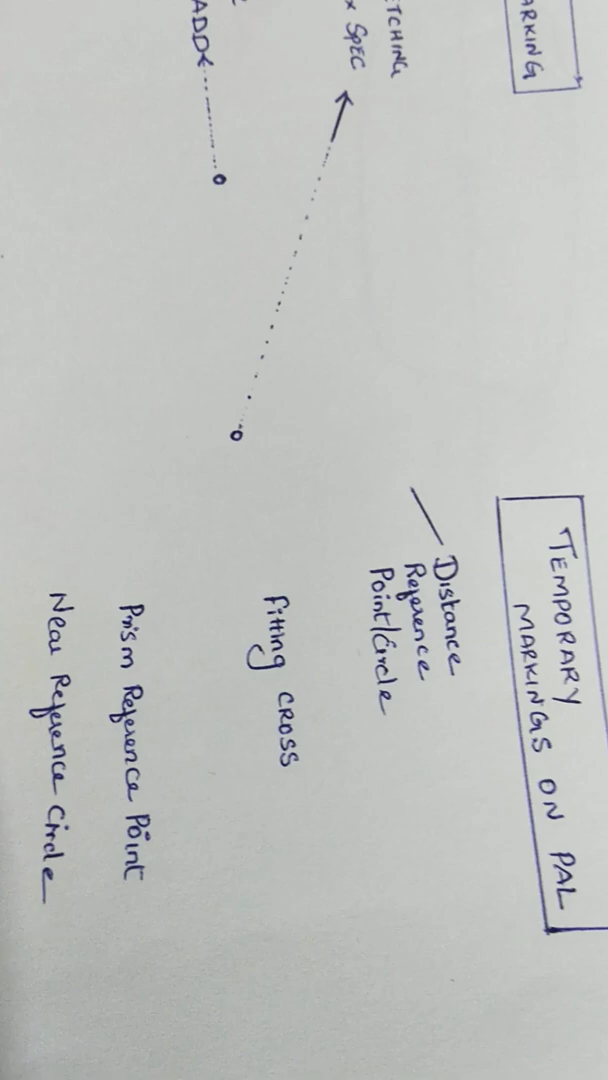 ARKING
ETCHING
x SPEC
ADD
TEMPORARY
MARKINGS ON PAL
Distance
Reference
Point/Circle
Fitting CROSS
Prism Reference Point
Near Reference Circle